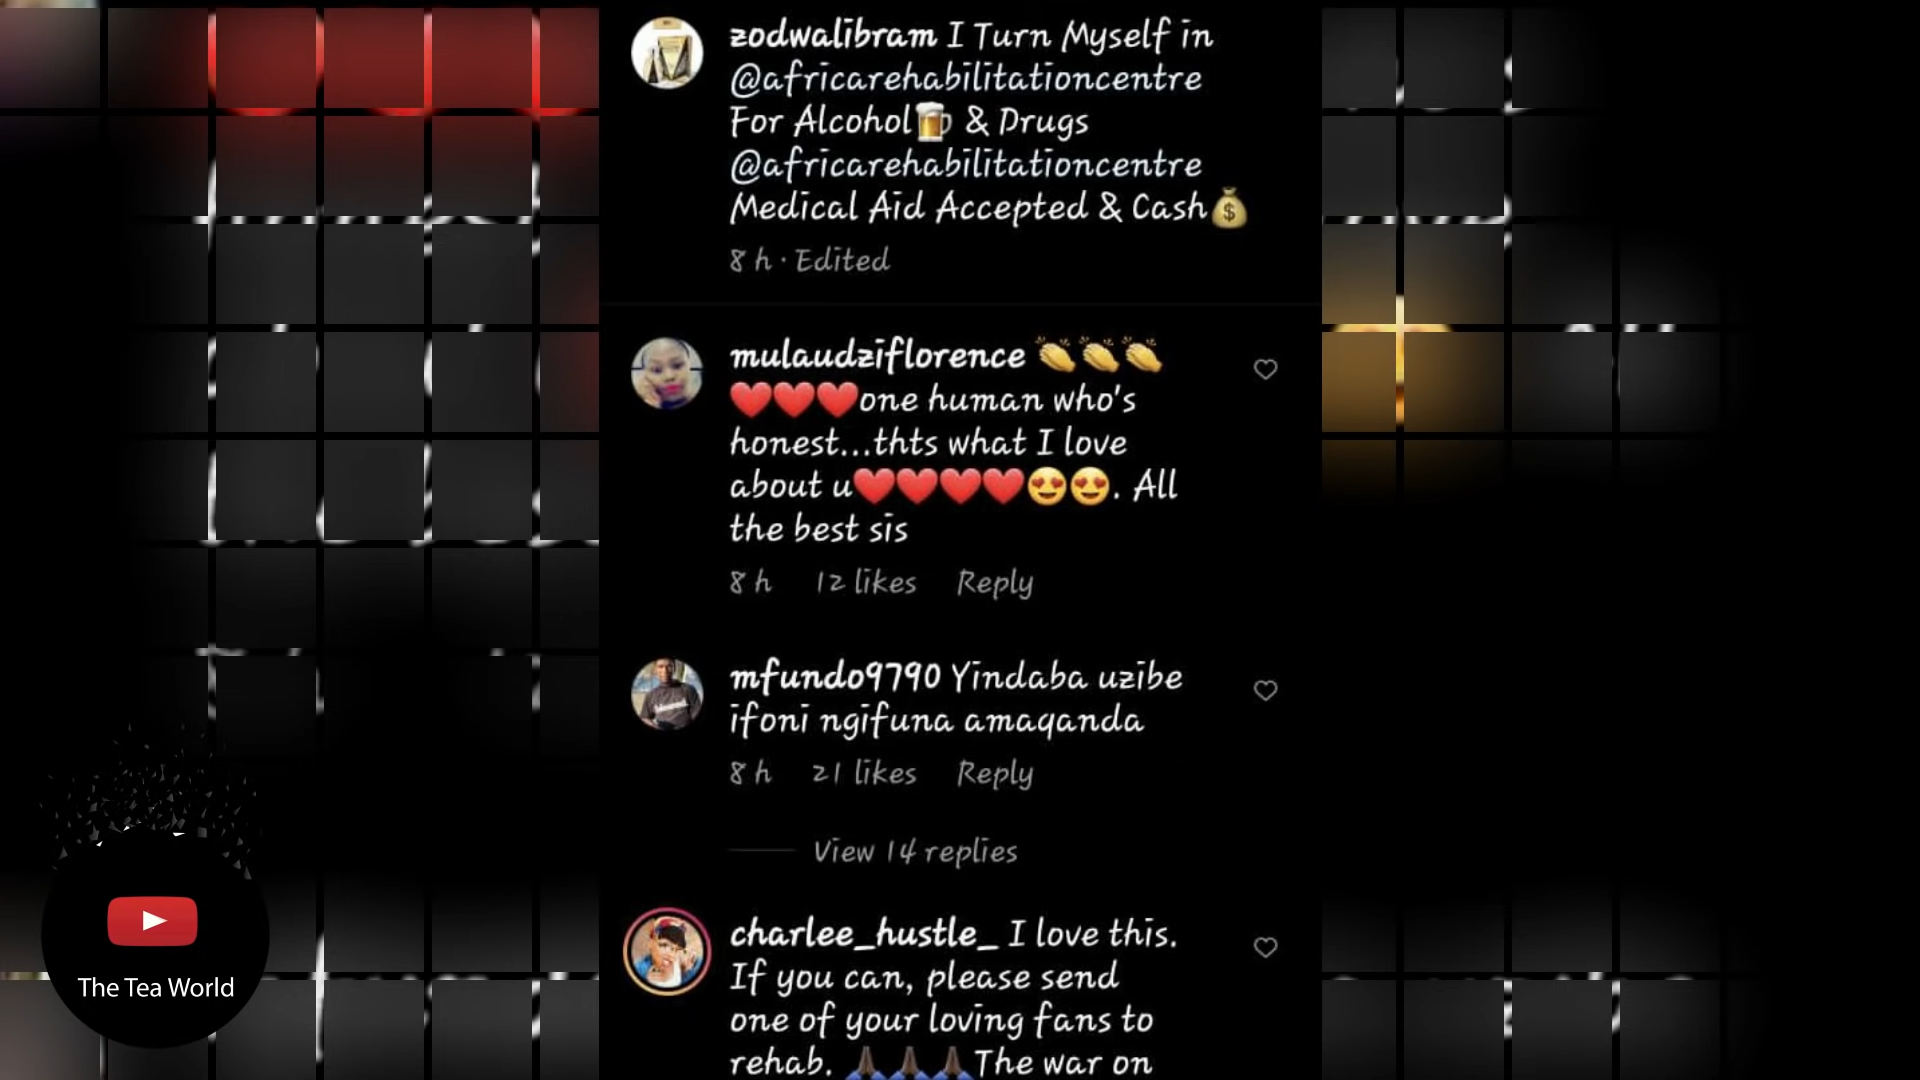 zodwalibram I Turn Myself in
@africarehabilitationcentre
For Alcohol🍺 & Drugs
@africarehabilitationcentre
Medical Aid Accepted & Cash💰
8 h · Edited
mulaudziflorence 👏👏👏
❤️❤️❤️one human who's
honest...thts what I love
about u❤️❤️❤️❤️😍😍. All
the best sis
8 h 12 likes Reply
mfundo9790 Yindaba uzibe
ifoni ngifuna amaqanda
8 h 21 likes Reply
View 14 replies
charlee_hustle_ I love this.
If you can, please send
one of your loving fans to
rehab. 🙏🏿🙏🏿🙏🏿The war on
The Tea World